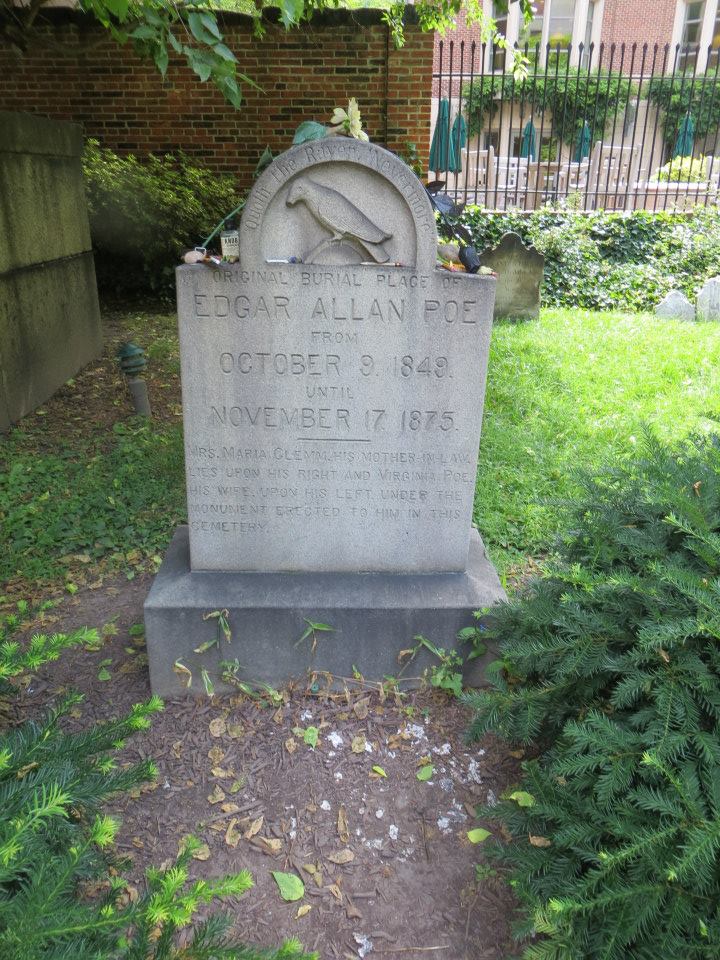 Quoth the Raven Nevermore
ORIGINAL BURIAL PLACE OF
EDGAR ALLAN POE
FROM
OCTOBER 9. 1849.
UNTIL
NOVEMBER 17. 1875.
MRS. MARIA CLEMM, HIS MOTHER-IN-LAW,
LIES UPON HIS RIGHT AND VIRGINIA POE,
HIS WIFE, UPON HIS LEFT, UNDER THE
MONUMENT ERECTED TO HIM IN THIS
CEMETERY.